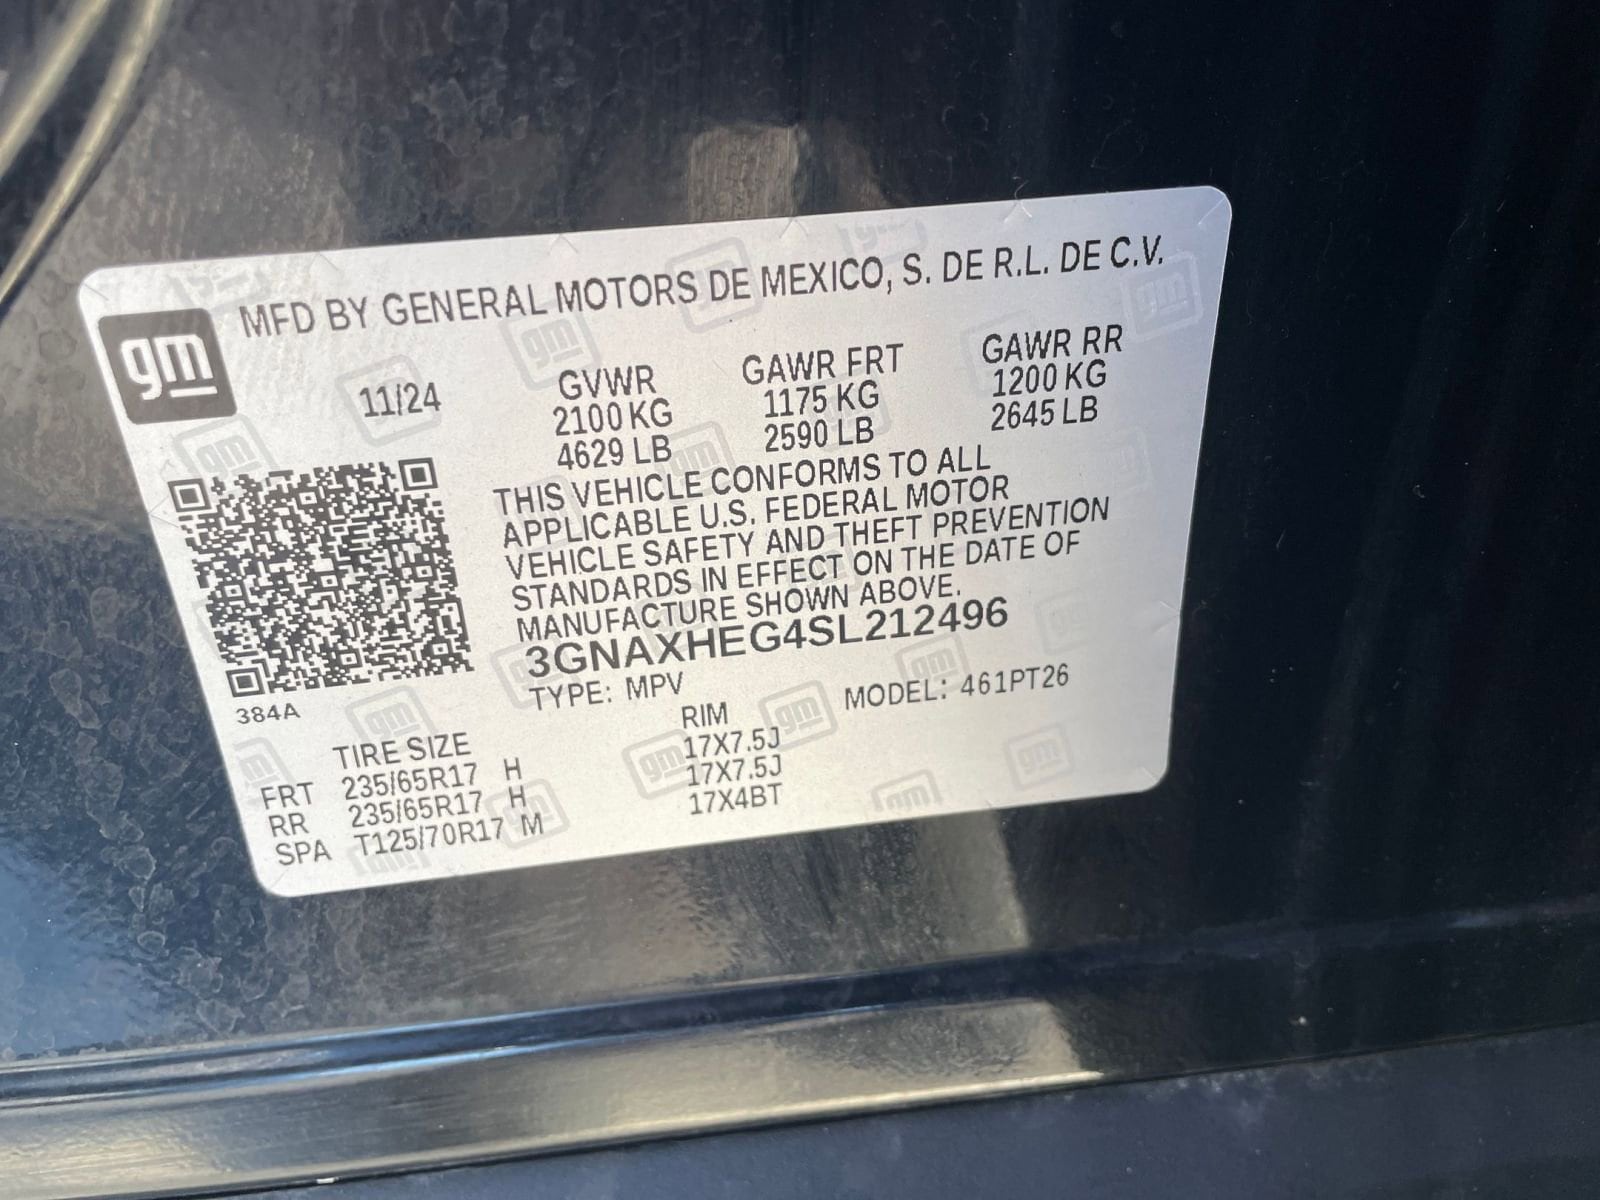 gm
MFD BY GENERAL MOTORS DE MEXICO, S. DE R.L. DE C.V.
11/24 GVWR GAWR FRT GAWR RR
2100 KG 1175 KG 1200 KG
4629 LB 2590 LB 2645 LB
THIS VEHICLE CONFORMS TO ALL
APPLICABLE U.S. FEDERAL MOTOR
VEHICLE SAFETY AND THEFT PREVENTION
STANDARDS IN EFFECT ON THE DATE OF
MANUFACTURE SHOWN ABOVE.
3GNAXHEG4SL212496
TYPE: MPV MODEL: 461PT26
384A
TIRE SIZE RIM
FRT 235/65R17 H 17X7.5J
RR 235/65R17 H 17X7.5J
SPA T125/70R17 M 17X4BT